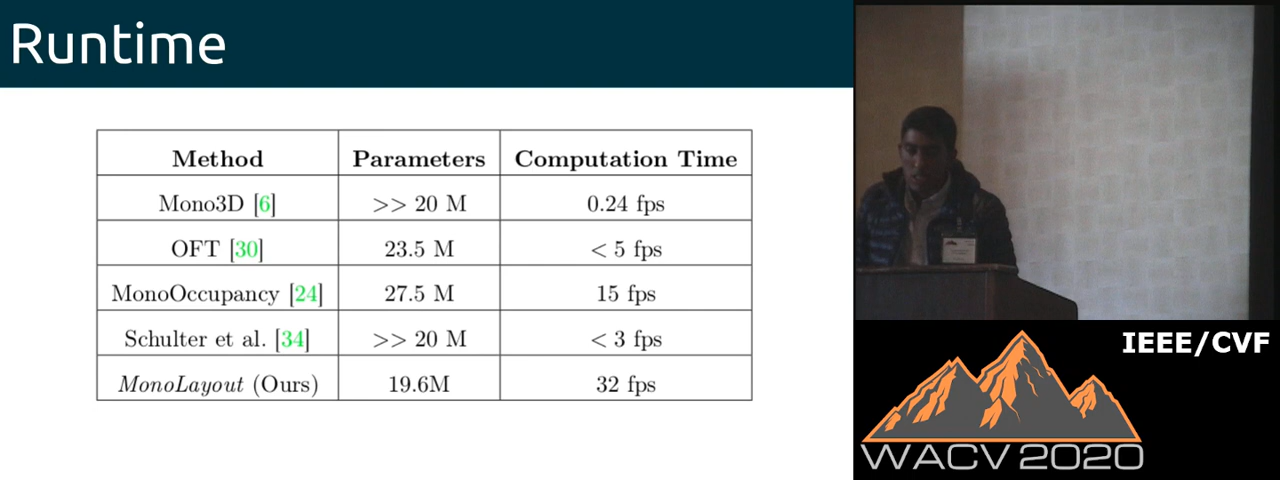 Runtime
Method Parameters Computation Time
Mono3D [6] >> 20 M 0.24 fps
OFT [30] 23.5 M < 5 fps
MonoOccupancy [24] 27.5 M 15 fps
Schulter et al. [34] >> 20 M < 3 fps
MonoLayout (Ours) 19.6M 32 fps
IEEE/CVF
WACV 2020